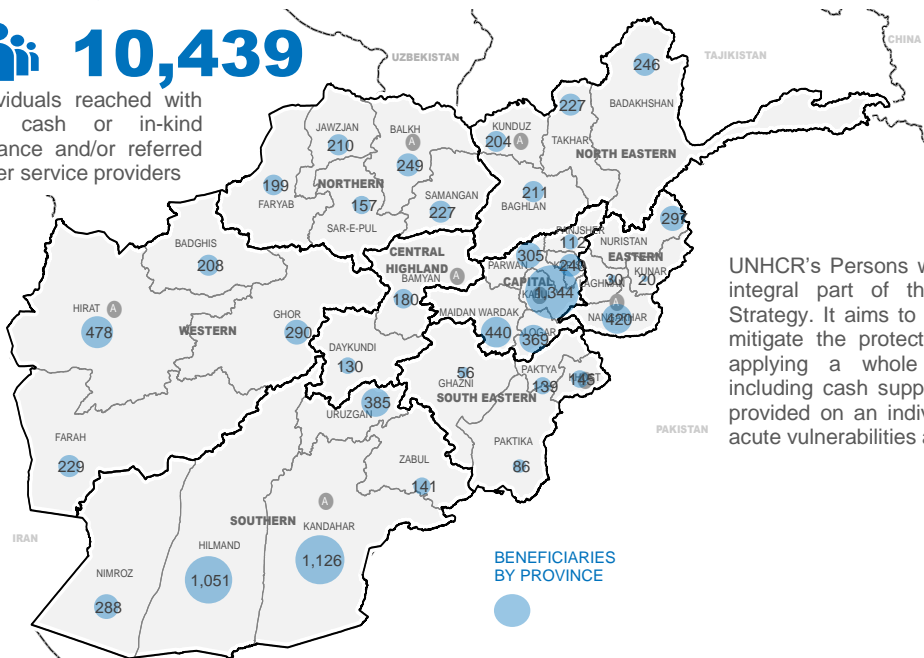 10,439
viduals reached with
cash or in-kind
ance and/or referred
er service providers
UZBEKISTAN
TAJIKISTAN
CHINA
246
BADAKHSHAN
227
TAKHAR
KUNDUZ
204 A
NORTH EASTERN
211
BAGHLAN
JAWZJAN
210
BALKH
A
249
NORTHERN
199
FARYAB
157
SAR-E-PUL
SAMANGAN
227
BADGHIS
208
CENTRAL
HIGHLAND
BAMYAN A
180
PARWAN
305
112
NURISTAN
297
EASTERN
KUNAR
30
20
CAPITAL
1,344
A
420
HIRAT A
478
WESTERN
GHOR
290
MAIDAN WARDAK
440
LOGAR
369
DAYKUNDI
130
56
GHAZNI
SOUTH EASTERN
PAKTYA
139
145
385
URUZGAN
PAKTIKA
86
FARAH
229
ZABUL
141
SOUTHERN
A
KANDAHAR
1,126
HILMAND
1,051
NIMROZ
288
IRAN
PAKISTAN
BENEFICIARIES
BY PROVINCE
UNHCR's Persons w
integral part of th
Strategy. It aims to
mitigate the protect
applying a whole
including cash supp
provided on an indiv
acute vulnerabilities a